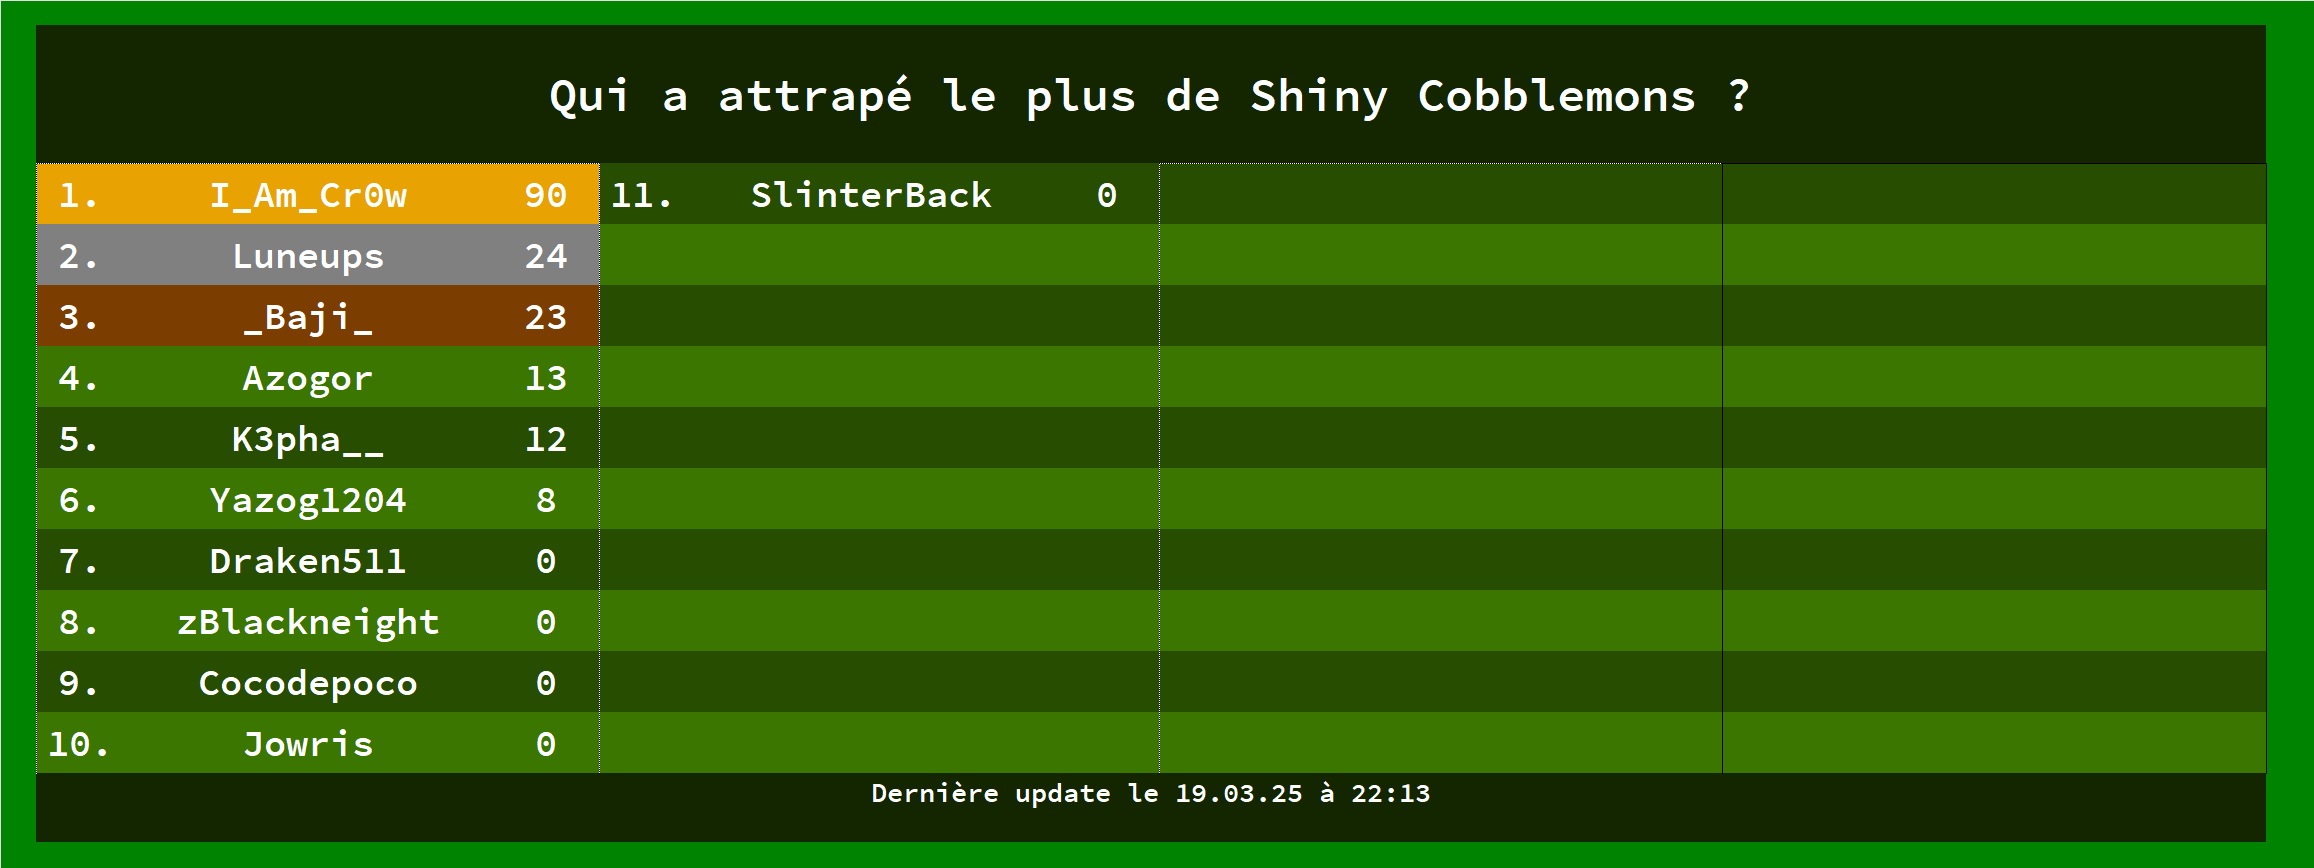 Qui a attrapé le plus de Shiny Cobblemons ?
1. I_Am_Cr0w 90
2. Luneups 24
3. _Baji_ 23
4. Azogor 13
5. K3pha__ 12
6. Yazog1204 8
7. Draken511 0
8. zBlackneight 0
9. Cocodepoco 0
10. Jowris 0
11. SlinterBack 0
Dernière update le 19.03.25 à 22:13